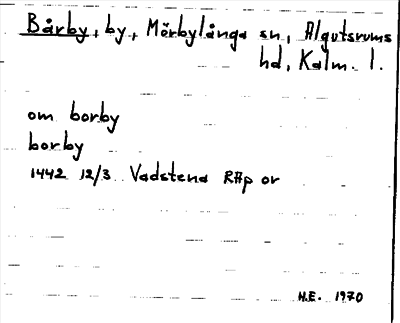 Bårby, by, Mörbylånga sn, Algutsrums
hd, Kalm. l.
om borby
borby
1442 12/3 Vadstena RAp or
H.E. 1970